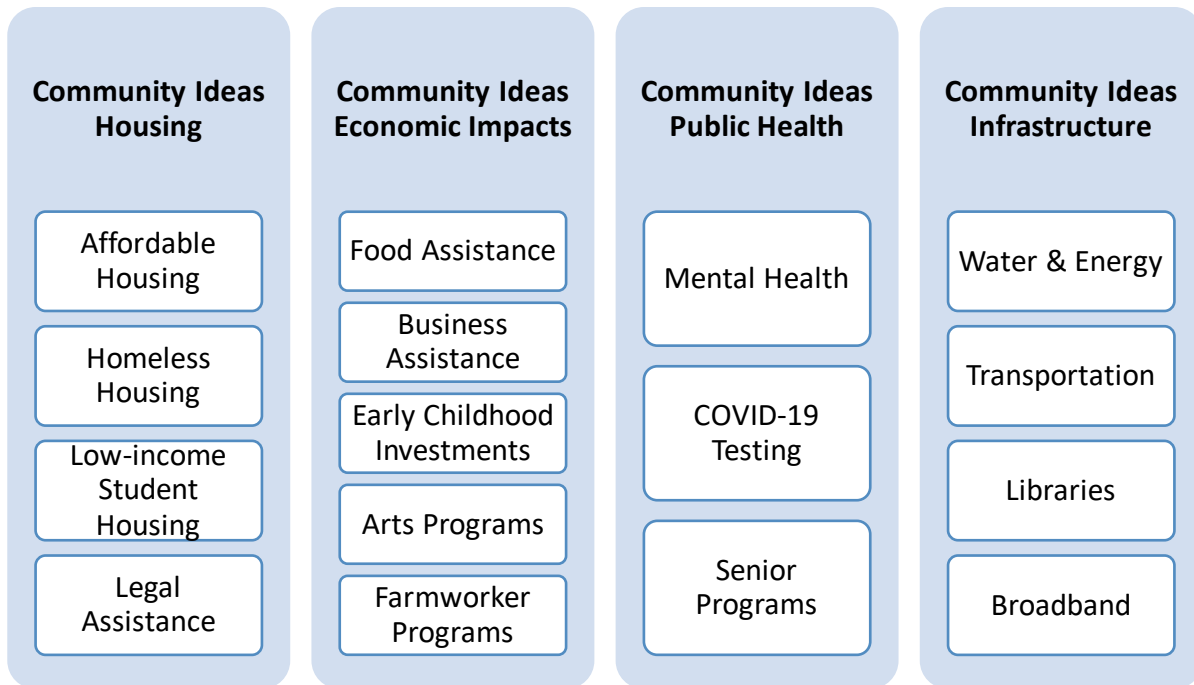 Community Ideas
Housing
Affordable
Housing
Homeless
Housing
Low-income
Student
Housing
Legal
Assistance
Community Ideas
Economic Impacts
Food Assistance
Business
Assistance
Early Childhood
Investments
Arts Programs
Farmworker
Programs
Community Ideas
Public Health
Mental Health
COVID-19
Testing
Senior
Programs
Community Ideas
Infrastructure
Water & Energy
Transportation
Libraries
Broadband